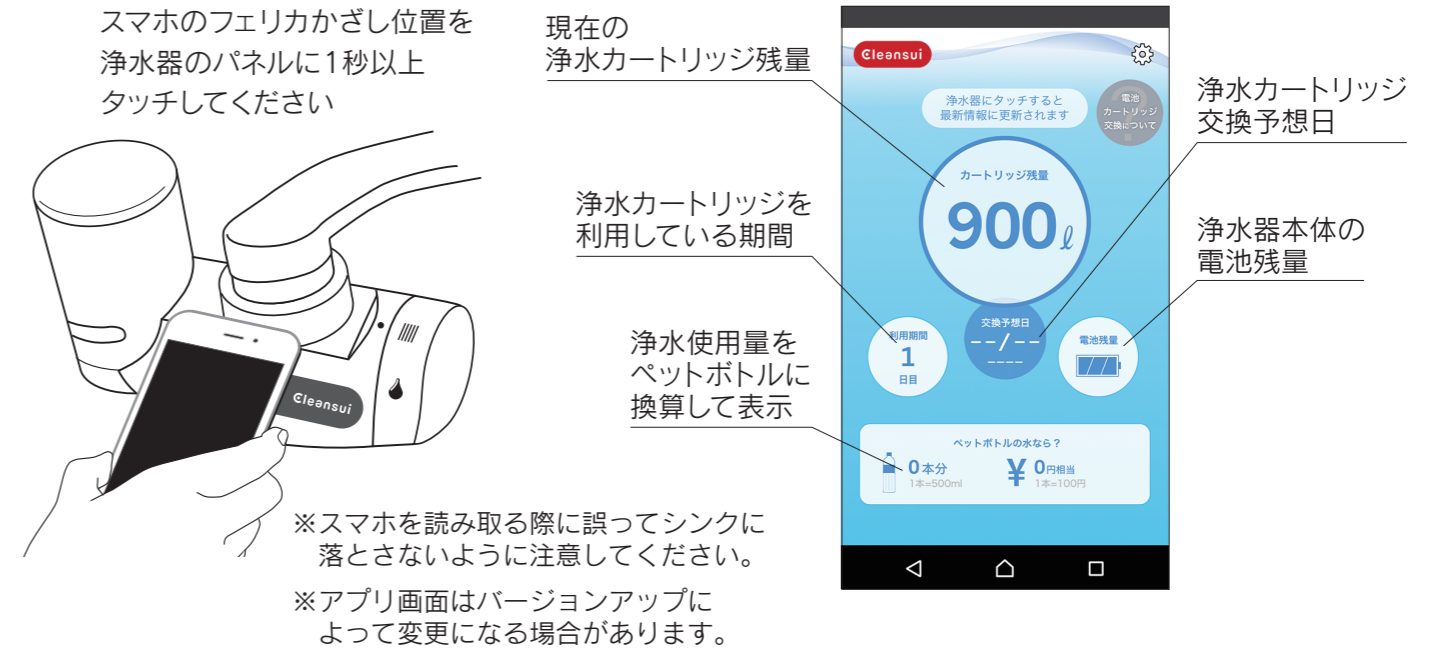 スマホのフェリカかざし位置を
浄水器のパネルに1秒以上
タッチしてください
Cleansui
※スマホを読み取る際に誤ってシンクに
落とさないように注意してください。
※アプリ画面はバージョンアップに
よって変更になる場合があります。
現在の
浄水カートリッジ残量
浄水カートリッジを
利用している期間
浄水使用量を
ペットボトルに
換算して表示
Cleansui
浄水器にタッチすると
最新情報に更新されます
?
電池
カートリッジ
交換について
カートリッジ残量
900ℓ
利用期間
1
日目
交換予想日
--/--
----
電池残量
ペットボトルの水なら?
0本分
1本=500ml
¥ 0円相当
1本=100円
浄水カートリッジ
交換予想日
浄水器本体の
電池残量